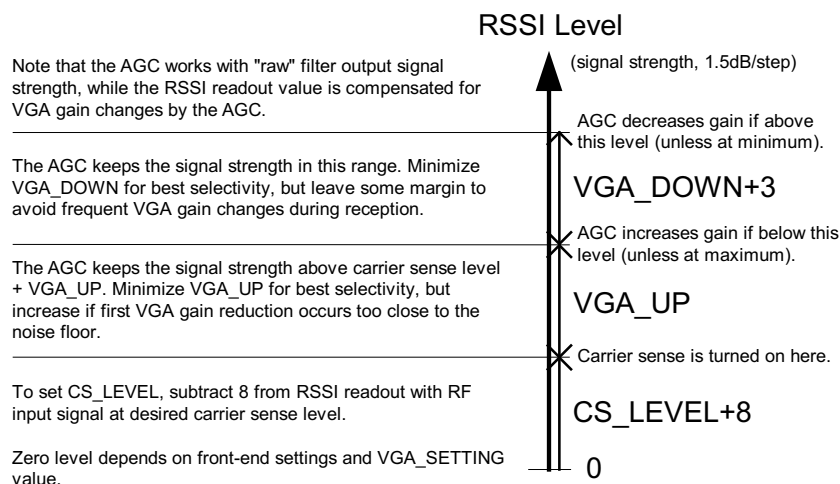 RSSI Level
(signal strength, 1.5dB/step)
Note that the AGC works with "raw" filter output signal
strength, while the RSSI readout value is compensated for
VGA gain changes by the AGC.
AGC decreases gain if above
this level (unless at minimum).
The AGC keeps the signal strength in this range. Minimize
VGA_DOWN for best selectivity, but leave some margin to
avoid frequent VGA gain changes during reception.
VGA_DOWN+3
AGC increases gain if below this
level (unless at maximum).
The AGC keeps the signal strength above carrier sense level
+ VGA_UP. Minimize VGA_UP for best selectivity, but
increase if first VGA gain reduction occurs too close to the
noise floor.
VGA_UP
Carrier sense is turned on here.
To set CS_LEVEL, subtract 8 from RSSI readout with RF
input signal at desired carrier sense level.
CS_LEVEL+8
Zero level depends on front-end settings and VGA_SETTING
value.
0